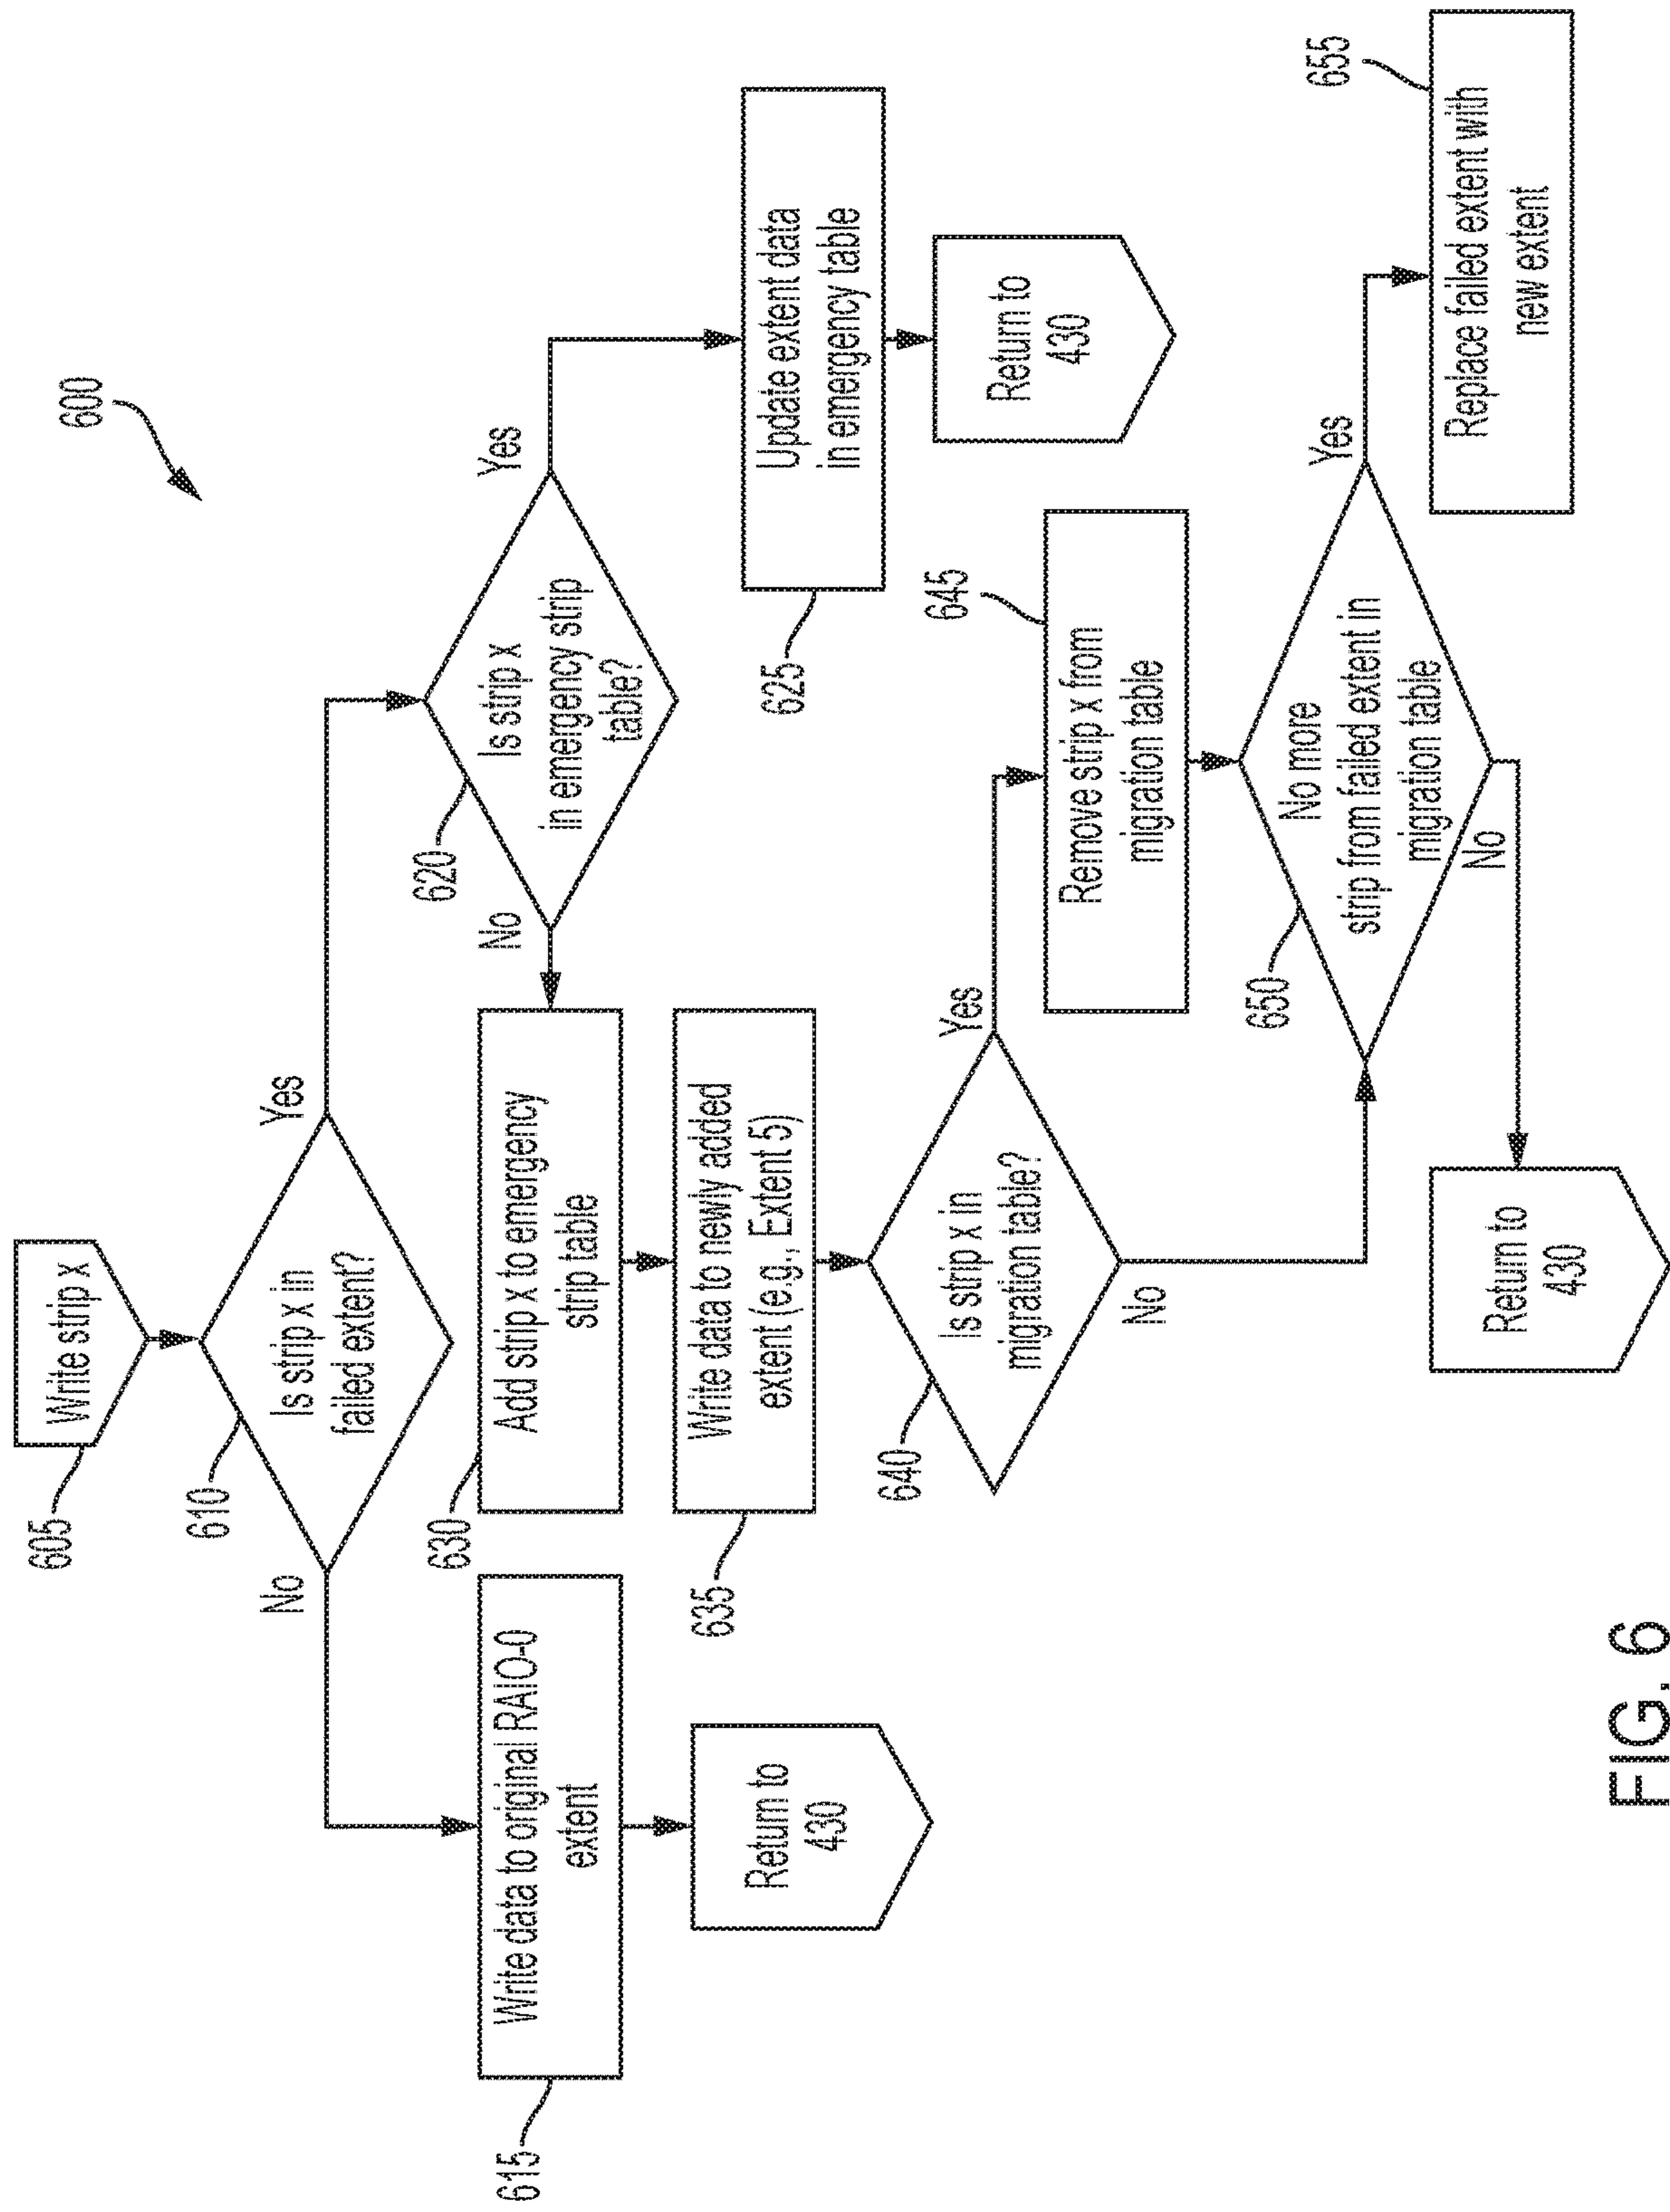 600
605
Write strip x
610
Is strip x in
failed extent?
No
Yes
615
Write data to original RAIO-0
extent
Return to
430
620
Is strip x
in emergency strip
table?
No
Yes
625
Update extent data
in emergency table
Return to
430
630
Add strip x to emergency
strip table
635
Write data to newly added
extent (e.g., Extent 5)
640
Is strip x in
migration table?
Yes
No
645
Remove strip x from
migration table
650
No more
strip from failed extent in
migration table
Yes
No
655
Replace failed extent with
new extent
Return to
430
FIG. 6